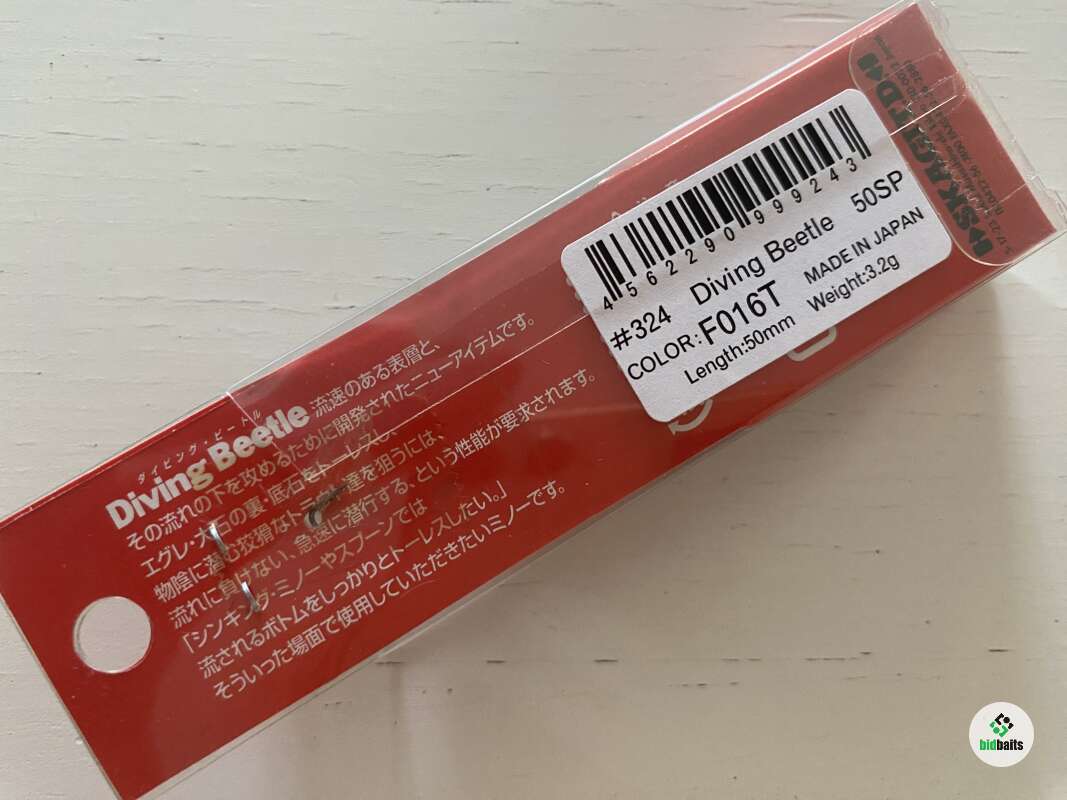 SKAGIT D
4562290999243
#324 Diving Beetle 50SP
COLOR:F016T MADE IN JAPAN
Length:50mm Weight:3.2g
ダイビング・ビートル
Diving Beetle 流速のある表層と、
その流れの下を攻めるために開発されたニューアイテムです。
エグレ・大石の裏・底石をトレースし、
物陰に潜む狡猾なトラウト達を狙うには、
流れに負けない、急速に潜行する、という性能が要求されます。
「シンキング・ミノーやスプーンでは
流されるボトムをしっかりとトレースしたい。」
そういった場面で使用していただきたいミノーです。
bidbaits